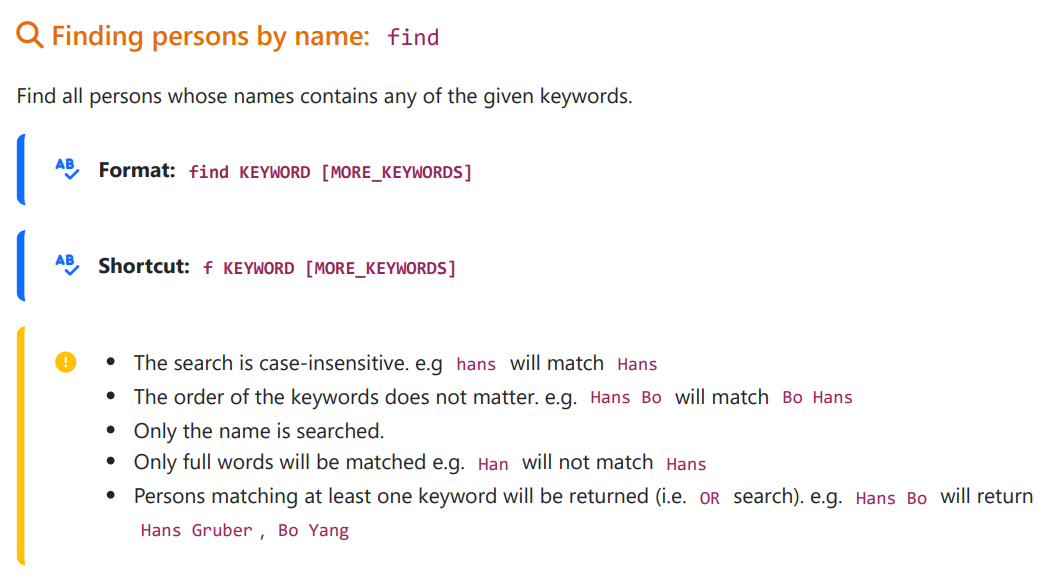 Finding persons by name: find
Find all persons whose names contains any of the given keywords.
Format: find KEYWORD [MORE_KEYWORDS]
Shortcut: f KEYWORD [MORE_KEYWORDS]
The search is case-insensitive. e.g hans will match Hans
The order of the keywords does not matter. e.g. Hans Bo will match Bo Hans
Only the name is searched.
Only full words will be matched e.g. Han will not match Hans
Persons matching at least one keyword will be returned (i.e. OR search). e.g. Hans Bo will return
Hans Gruber, Bo Yang